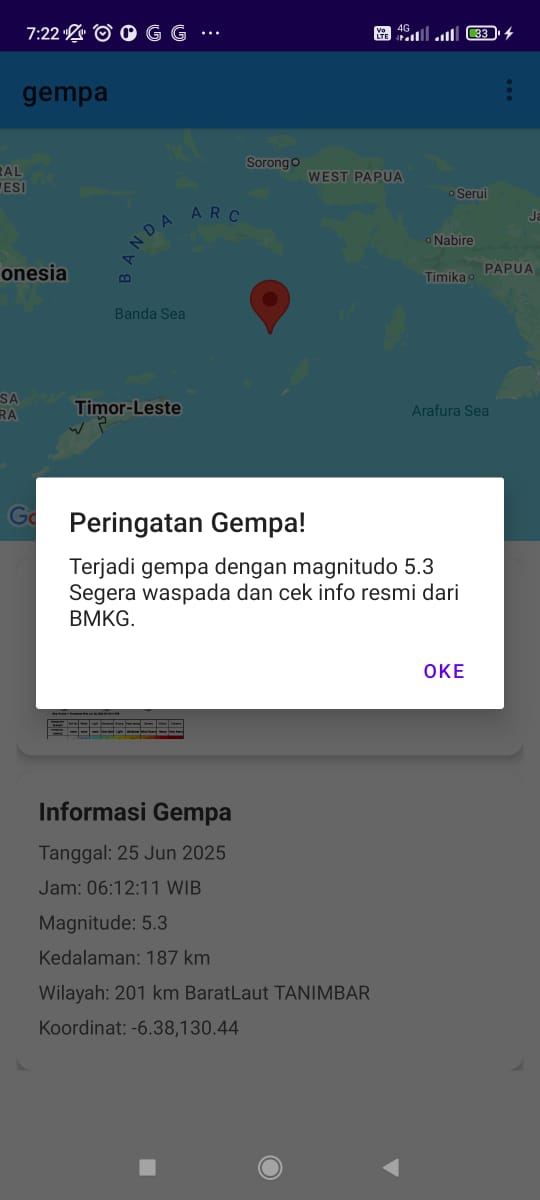 7:22
Vo LTE
4G
33
gempa
Sorong
WEST PAPUA
Serui
BANDA ARC
Nabire
onesia
Timika
PAPUA
Banda Sea
Timor-Leste
Arafura Sea
Peringatan Gempa!
Terjadi gempa dengan magnitudo 5.3
Segera waspada dan cek info resmi dari
BMKG.
OKE
Informasi Gempa
Tanggal: 25 Jun 2025
Jam: 06:12:11 WIB
Magnitude: 5.3
Kedalaman: 187 km
Wilayah: 201 km BaratLaut TANIMBAR
Koordinat: -6.38,130.44